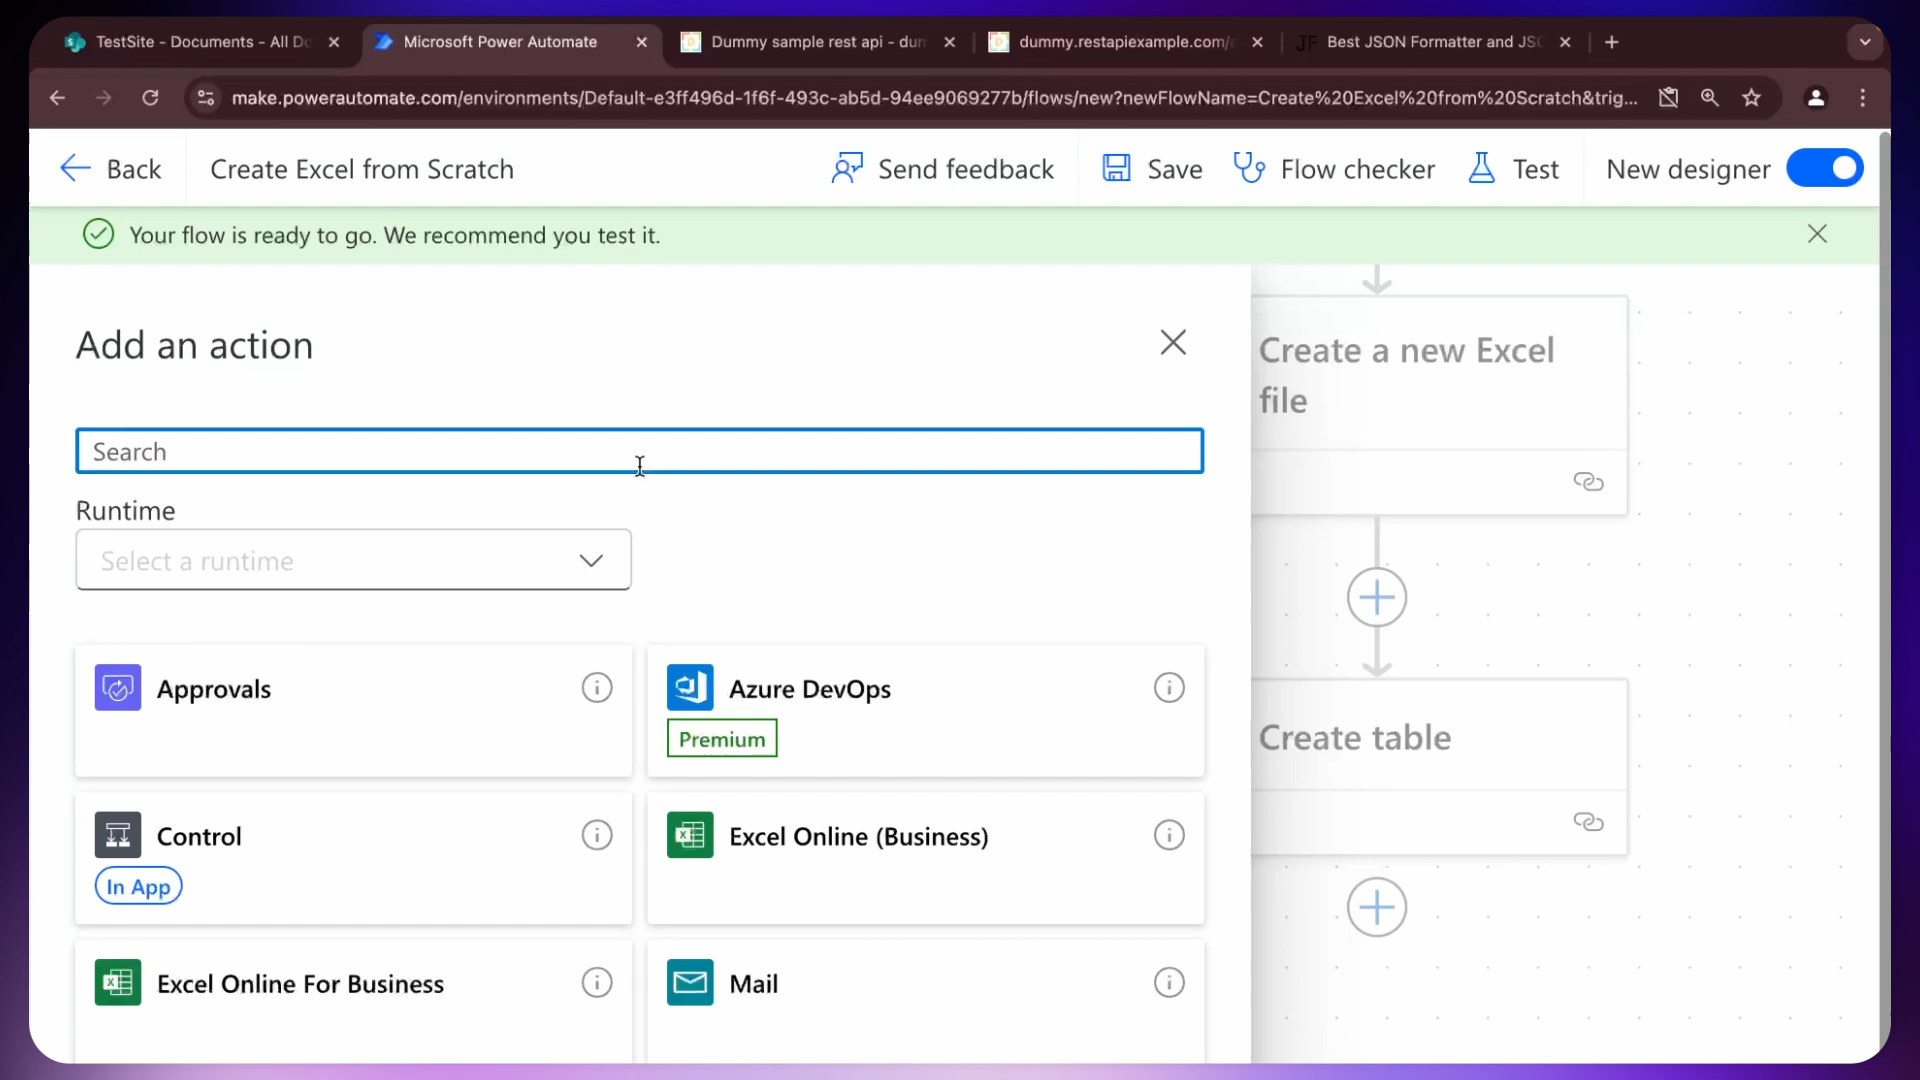 TestSite - Documents - All Do
Microsoft Power Automate
Dummy sample rest api - dum
dummy.restapiexample.com/a
JF Best JSON Formatter and JSO
make.powerautomate.com/environments/Default-e3ff496d-1f6f-493c-ab5d-94ee9069277b/flows/new?newFlowName=Create%20Excel%20from%20Scratch&trig...
Back
Create Excel from Scratch
Send feedback
Save
Flow checker
Test
New designer
Your flow is ready to go. We recommend you test it.
Add an action
Search
Runtime
Select a runtime
Approvals
Azure DevOps
Premium
Control
In App
Excel Online (Business)
Excel Online For Business
Mail
Create a new Excel
file
Create table